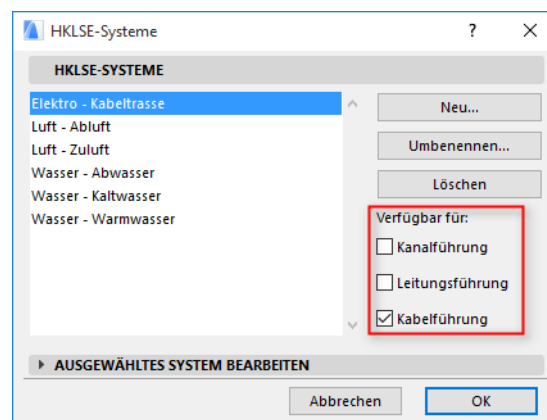 HKLSE-Systeme
?
HKLSE-SYSTEME
Elektro - Kabeltrasse
Luft - Abluft
Luft - Zuluft
Wasser - Abwasser
Wasser - Kaltwasser
Wasser - Warmwasser
Neu...
Umbenennen...
Löschen
Verfügbar für:
Kanalführung
Leitungsführung
Kabelführung
AUSGEWÄHLTES SYSTEM BEARBEITEN
Abbrechen
OK